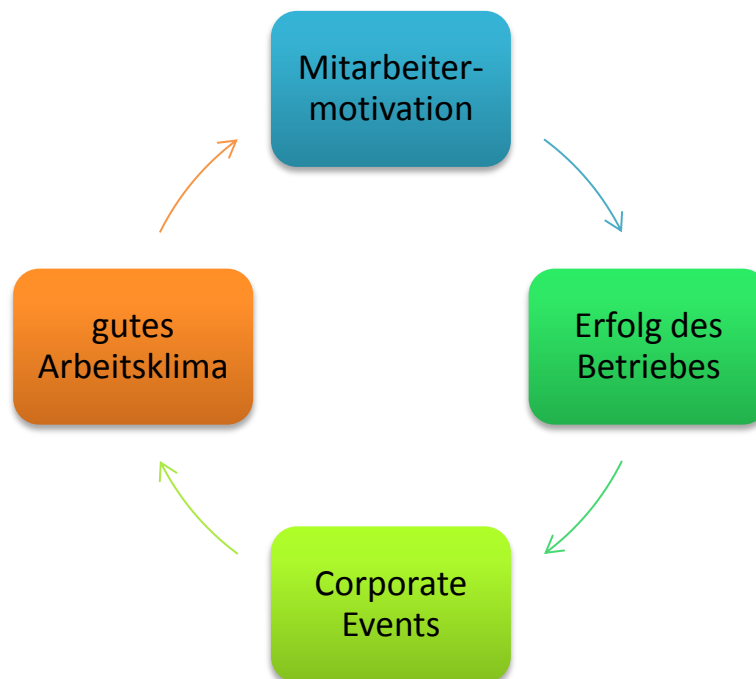 Mitarbeiter-
motivation
gutes
Arbeitsklima
Erfolg des
Betriebes
Corporate
Events